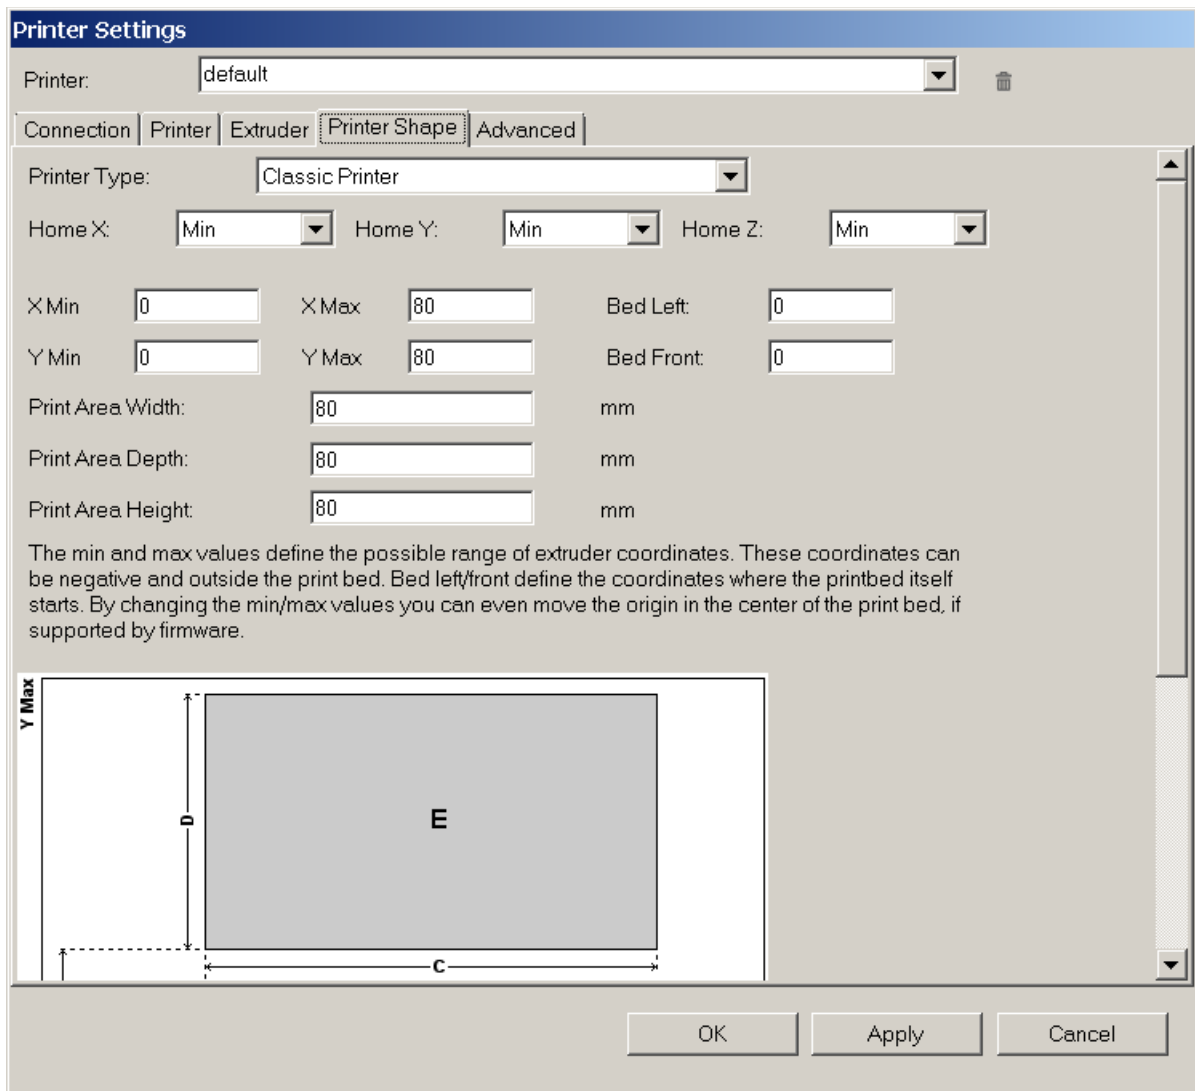 Printer Settings
Printer: default
Connection Printer Extruder Printer Shape Advanced
Printer Type: Classic Printer
Home X: Min Home Y: Min Home Z: Min
X Min 0 X Max 80 Bed Left: 0
Y Min 0 Y Max 80 Bed Front: 0
Print Area Width: 80 mm
Print Area Depth: 80 mm
Print Area Height: 80 mm
The min and max values define the possible range of extruder coordinates. These coordinates can
be negative and outside the print bed. Bed left/front define the coordinates where the printbed itself
starts. By changing the min/max values you can even move the origin in the center of the print bed, if
supported by firmware.
Y Max
D
E
C
OK Apply Cancel